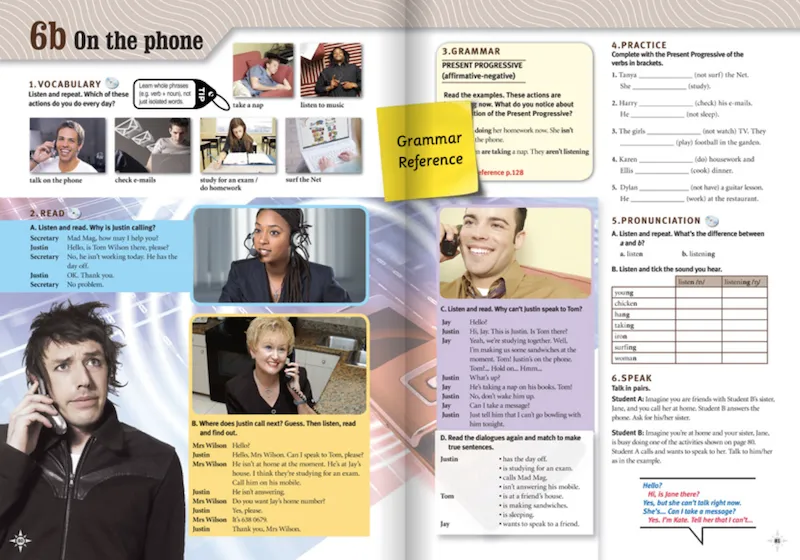 6b On the phone
1.VOCABULARY
Listen and repeat. Which of these
actions do you do every day?
Learn whole phrases
(e.g. verb + noun), not
just isolated words.
TIP
take a nap
listen to music
talk on the phone
check e-mails
study for an exam /
do homework
surf the Net
2.READ
A. Listen and read. Why is Justin calling?
Secretary Mad Mag, how may I help you?
Justin Hello, is Tom Wilson there, please?
Secretary No, he isn't working today. He has the
day off.
Justin OK. Thank you.
Secretary No problem.
B. Where does Justin call next? Guess. Then listen, read
and find out.
Mrs Wilson Hello?
Justin Hello, Mrs. Wilson. Can I speak to Tom, please?
Mrs Wilson He isn't at home at the moment. He's at Jay's
house. I think they're studying for an exam.
Call him on his mobile.
Justin He isn't answering.
Mrs Wilson Do you want Jay's home number?
Justin Yes, please.
Mrs Wilson It's 638 0679.
Justin Thank you, Mrs. Wilson.
80
3.GRAMMAR
PRESENT PROGRESSIVE
(affirmative-negative)
Read the examples. These actions are
now. What do you notice about
of the Present Progressive?
doing her homework now. She isn't
the phone.
are taking a nap. They aren't listening
p.128
Grammar
Reference
C. Listen and read. Why can't Justin speak to Tom?
Jay Hello?
Justin Hi, Jay. This is Justin. Is Tom there?
Jay Yeah, we're studying together. Well,
I'm making us some sandwiches at the
moment. Tom! Justin's on the phone.
Tom?... Hold on... Hmm...
Justin What's up?
Jay He's taking a nap on his books. Tom!
Justin No, don't wake him up.
Jay Can I take a message?
Justin Just tell him that I can't go bowling with
him tonight.
D. Read the dialogues again and match to make
true sentences.
Justin • has the day off.
• is studying for an exam.
• calls Mad Mag.
• isn't answering his mobile.
Tom • is at a friend's house.
• is making sandwiches.
• is sleeping.
Jay • wants to speak to a friend.
4.PRACTICE
Complete with the Present Progressive of the
verbs in brackets.
1. Tanya ____________ (not surf) the Net.
She ____________ (study).
2. Harry ____________ (check) his e-mails.
He ____________ (not sleep).
3. The girls ____________ (not watch) TV. They
____________ (play) football in the garden.
4. Karen ____________ (do) housework and
Ellis ____________ (cook) dinner.
5. Dylan ____________ (not have) a guitar lesson.
He ____________ (work) at the restaurant.
5.PRONUNCIATION
A. Listen and repeat. What's the difference between
a and b?
a. listen b. listening
B. Listen and tick the sound you hear.
listen /n/ listening /ŋ/
young
chicken
hang
taking
iron
surfing
woman
6.SPEAK
Talk in pairs.
Student A: Imagine you are friends with Student B's sister,
Jane, and you call her at home. Student B answers the
phone. Ask for his/her sister.
Student B: Imagine you're at home and your sister, Jane,
is busy doing one of the activities shown on page 80.
Student A calls and wants to speak to her. Talk to him/her
as in the example.
Hello?
Hi, is Jane there?
Yes, but she can't talk right now.
She's... Can I take a message?
Yes. I'm Kate. Tell her that I can't...
81